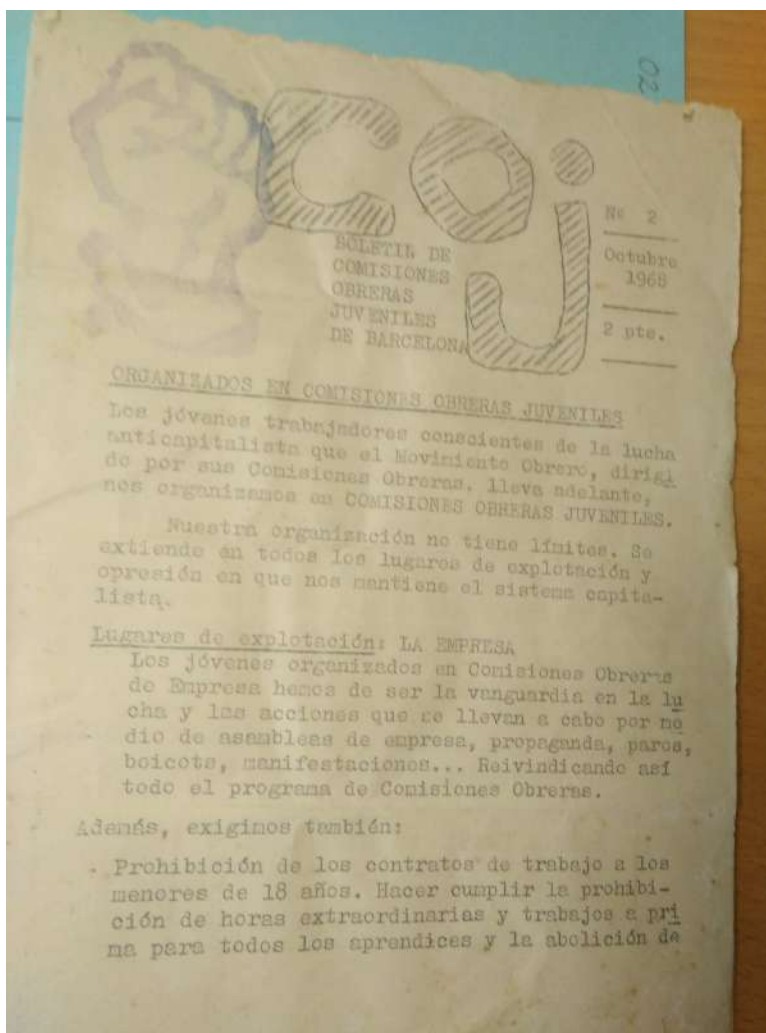 02
COJ
Nº 2
Octubre
1968
2 pte.
BOLETIL DE
COMISIONES
OBRERAS
JUVENILES
DE BARCELONA
ORGANIZADOS EN COMISIONES OBRERAS JUVENILES
Los jóvenes trabajadores conscientes de la lucha
anticapitalista que el Movimiento Obrero, dirigi
do por sus Comisiones Obreras. lleva adelante,
nos organizamos en COMISIONES OBRERAS JUVENILES.
Nuestra organización no tiene límites. Se
extiende en todos los lugares de explotación y
opresión en que nos mantiene el sistema capita-
lista.
Lugares de explotación: LA EMPRESA
Los jóvenes organizados en Comisiones Obreras
de Empresa hemos de ser la vanguardia en la lu
cha y las acciones que se llevan a cabo por me
dio de asambleas de empresa, propaganda, paros,
boicots, manifestaciones... Reivindicando así
todo el programa de Comisiones Obreras.
Además, exigimos también:
- Prohibición de los contratos de trabajo a los
menores de 18 años. Hacer cumplir la prohibi-
ción de horas extraordinarias y trabajos a pri
ma para todos los aprendices y la abolición de